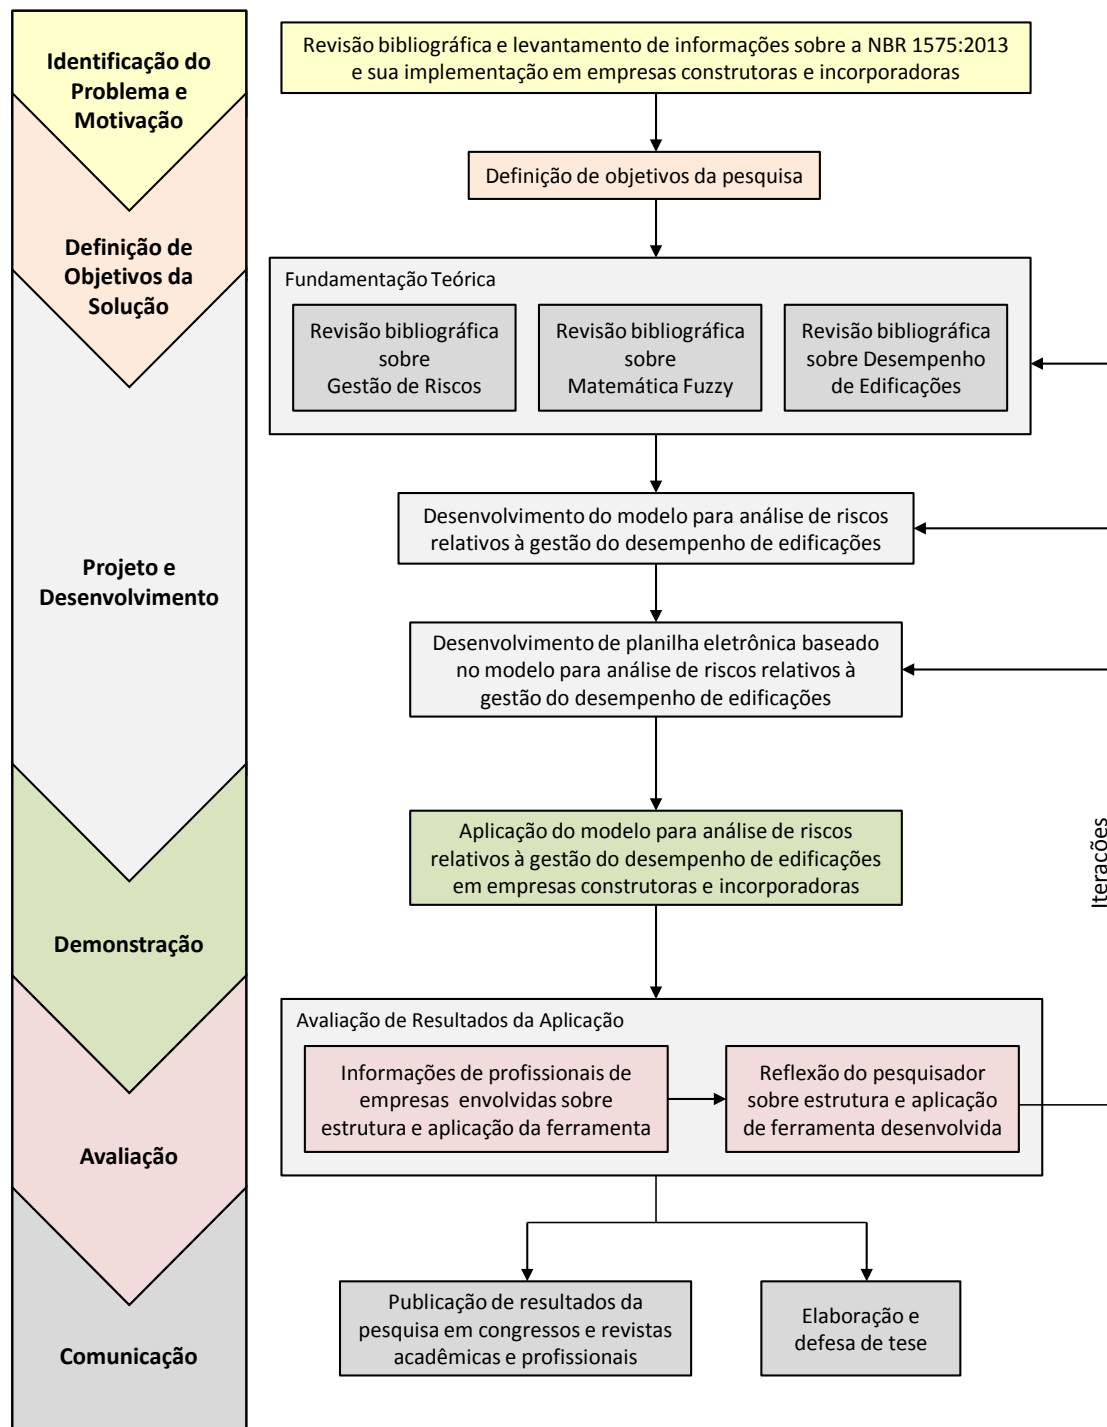 Identificação do
Problema e
Motivação
Definição de
Objetivos da
Solução
Projeto e
Desenvolvimento
Demonstração
Avaliação
Comunicação
Revisão bibliográfica e levantamento de informações sobre a NBR 1575:2013
e sua implementação em empresas construtoras e incorporadoras
Definição de objetivos da pesquisa
Fundamentação Teórica
Revisão bibliográfica
sobre
Gestão de Riscos
Revisão bibliográfica
sobre
Matemática Fuzzy
Revisão bibliográfica
sobre Desempenho
de Edificações
Desenvolvimento do modelo para análise de riscos
relativos à gestão do desempenho de edificações
Desenvolvimento de planilha eletrônica baseado
no modelo para análise de riscos relativos à
gestão do desempenho de edificações
Aplicação do modelo para análise de riscos
relativos à gestão do desempenho de edificações
em empresas construtoras e incorporadoras
Iterações
Avaliação de Resultados da Aplicação
Informações de profissionais de
empresas envolvidas sobre
estrutura e aplicação da ferramenta
Reflexão do pesquisador
sobre estrutura e aplicação
de ferramenta desenvolvida
Publicação de resultados da
pesquisa em congressos e revistas
acadêmicas e profissionais
Elaboração e
defesa de tese